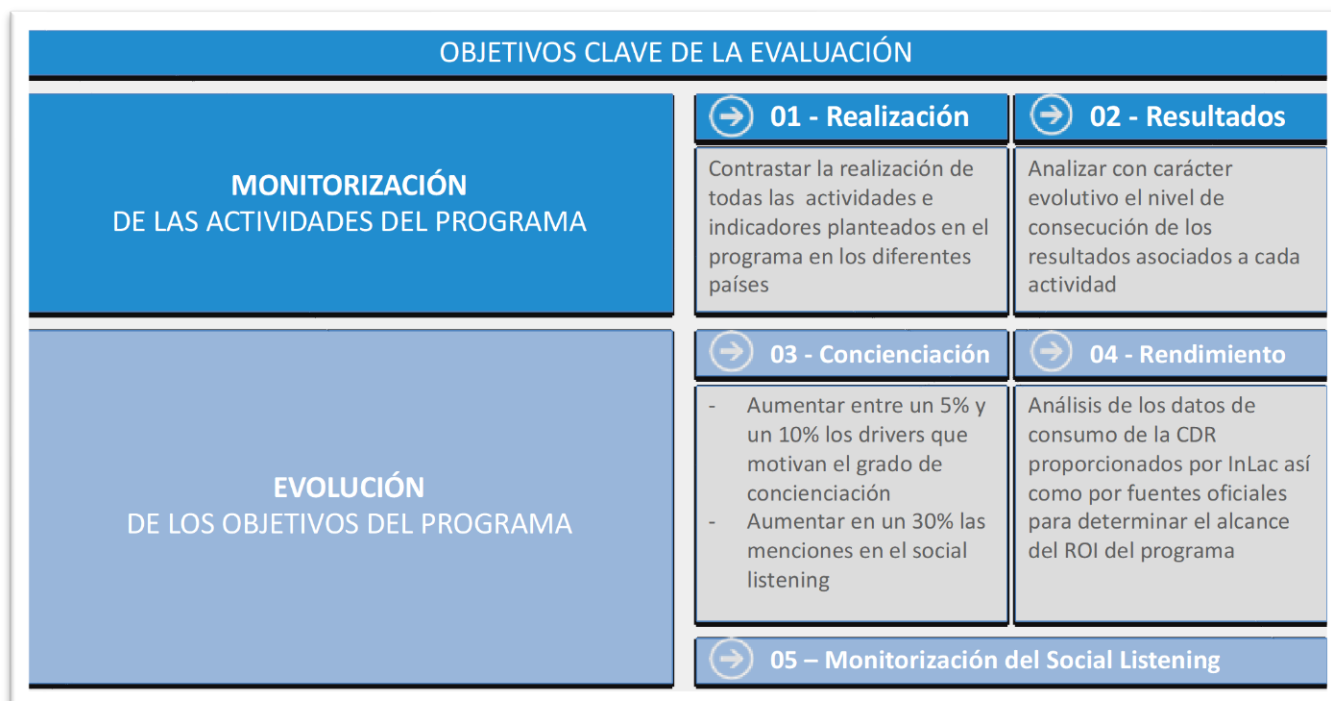 OBJETIVOS CLAVE DE LA EVALUACIÓN
MONITORIZACIÓN
DE LAS ACTIVIDADES DEL PROGRAMA
01 - Realización
Contrastar la realización de
todas las actividades e
indicadores planteados en el
programa en los diferentes
países
02 - Resultados
Analizar con carácter
evolutivo el nivel de
consecución de los
resultados asociados a cada
actividad
EVOLUCIÓN
DE LOS OBJETIVOS DEL PROGRAMA
03 - Concienciación
- Aumentar entre un 5% y
un 10% los drivers que
motivan el grado de
concienciación
- Aumentar en un 30% las
menciones en el social
listening
04 - Rendimiento
Análisis de los datos de
consumo de la CDR
proporcionados por InLac así
como por fuentes oficiales
para determinar el alcance
del ROI del programa
05 – Monitorización del Social Listening